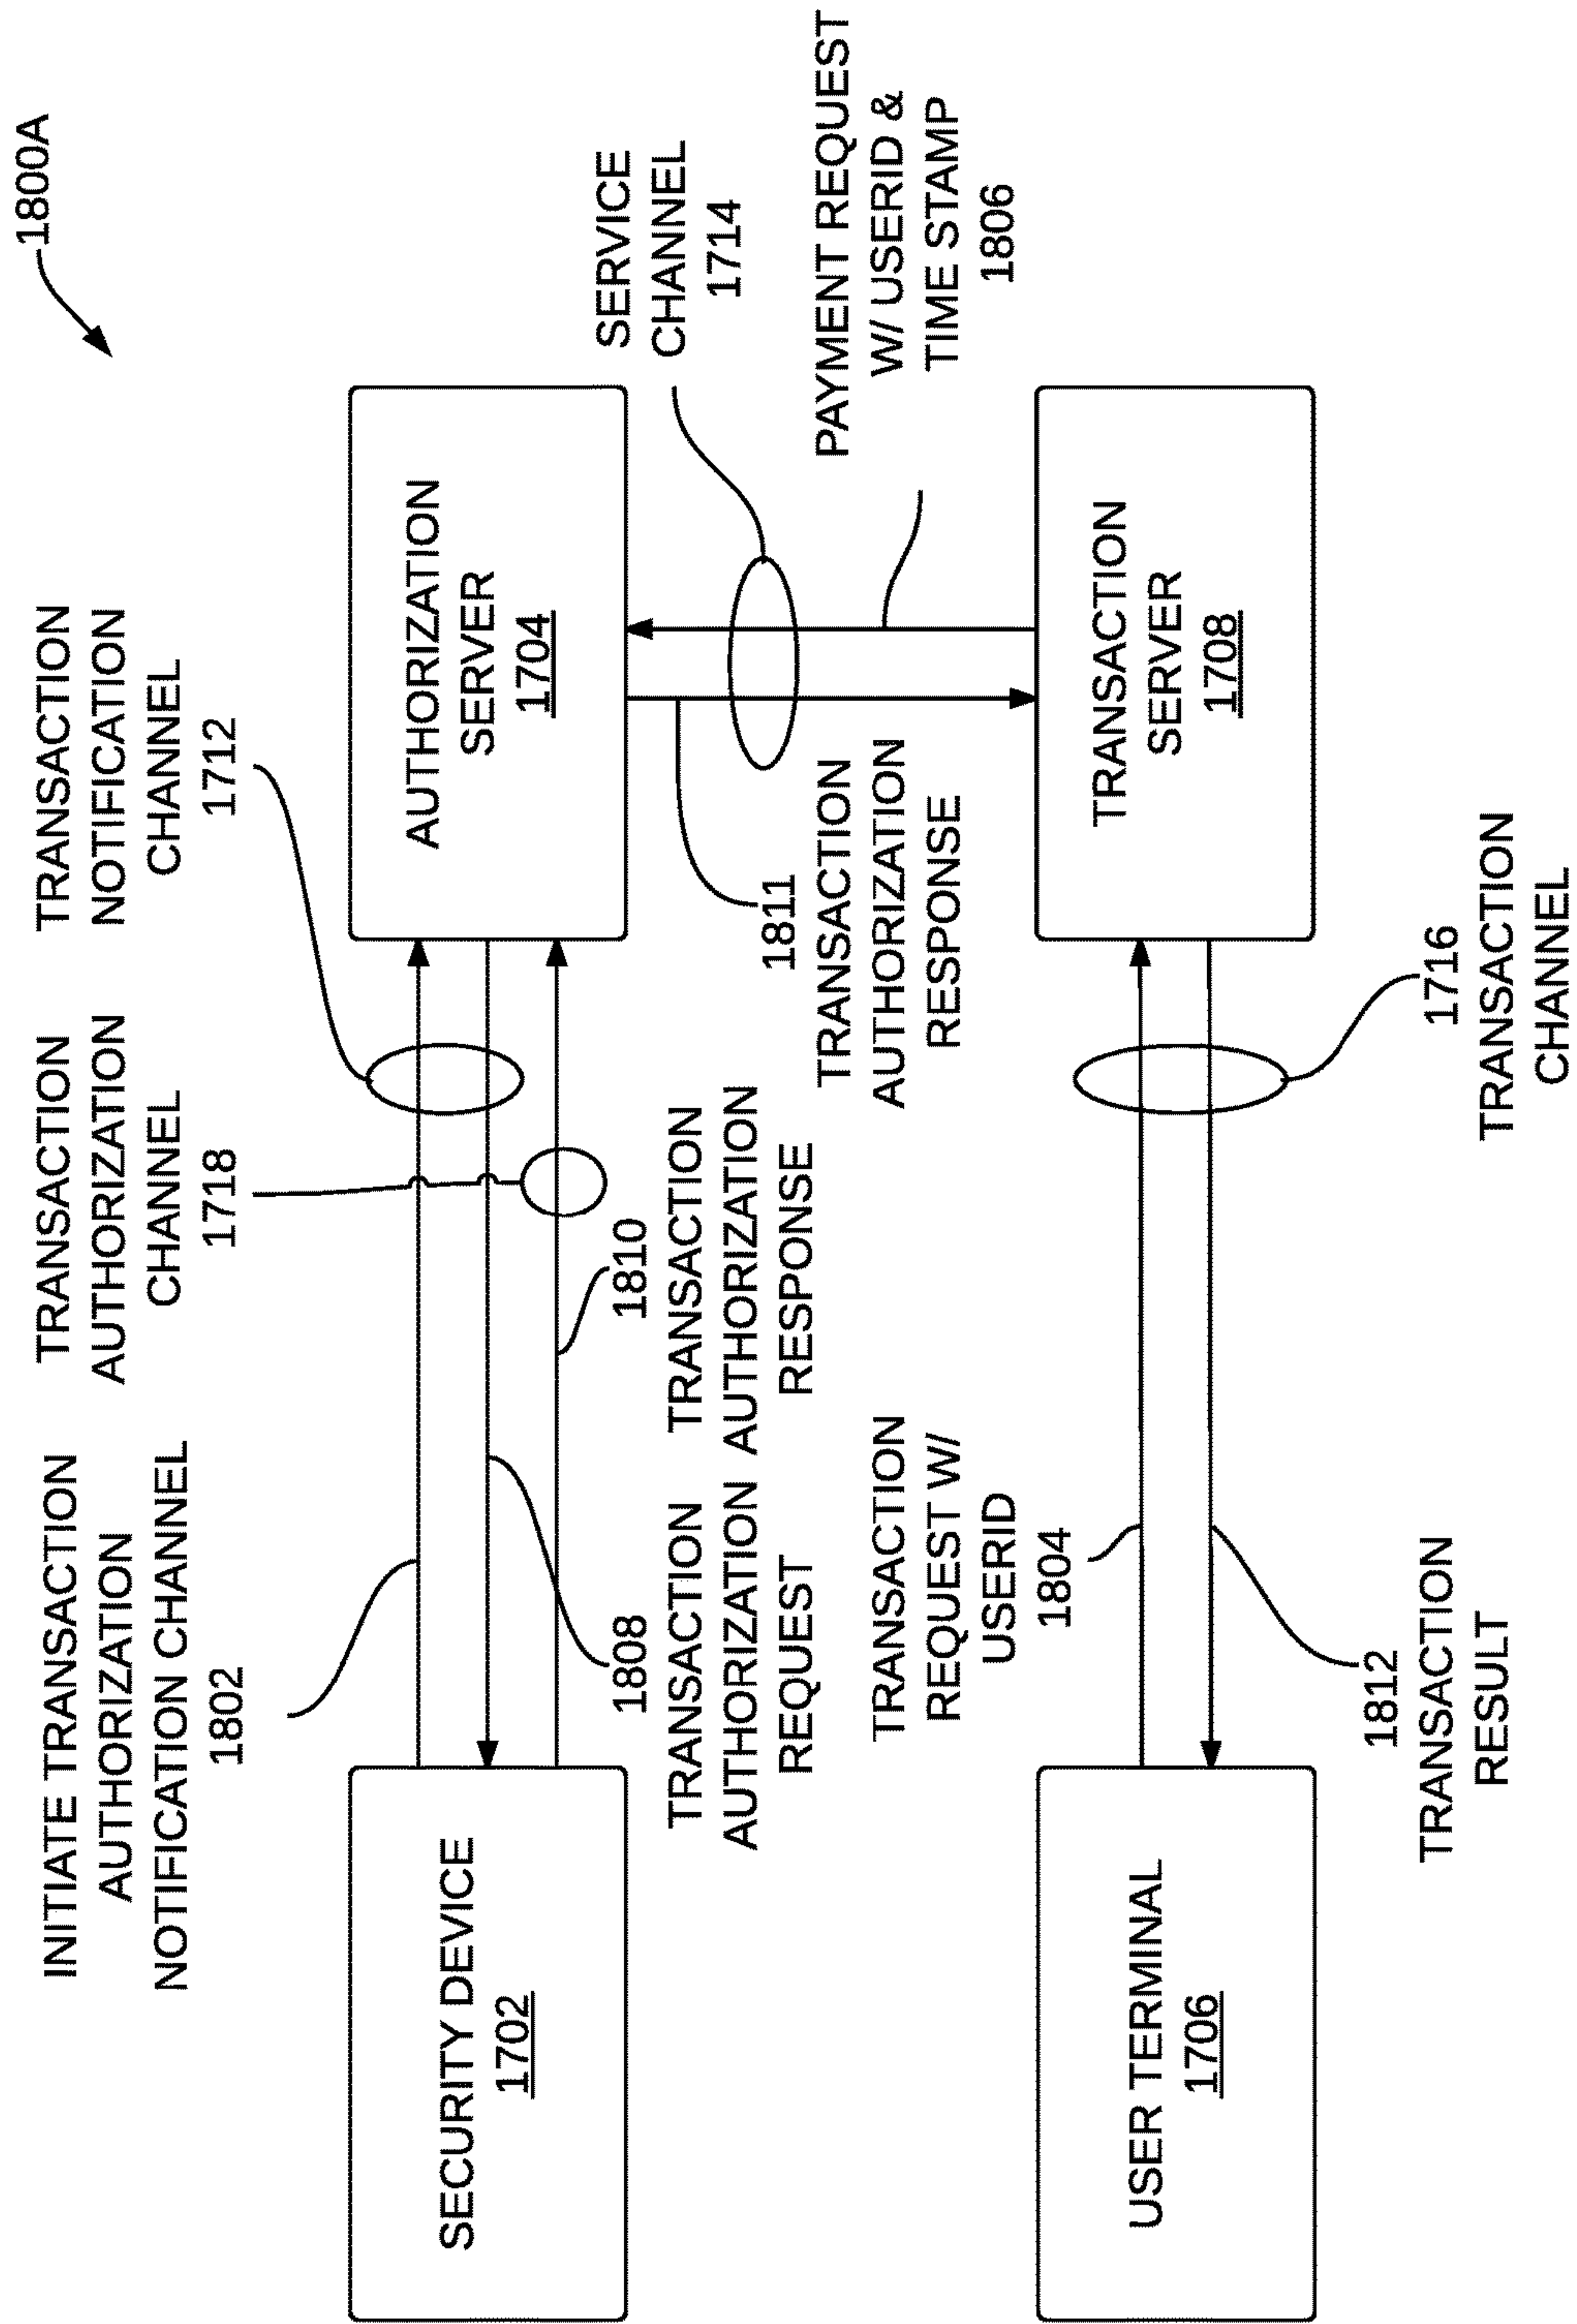 1800A
INITIATE TRANSACTION
AUTHORIZATION
NOTIFICATION CHANNEL
1802
TRANSACTION
AUTHORIZATION
CHANNEL
1718
TRANSACTION
NOTIFICATION
CHANNEL
1712
SECURITY DEVICE
1702
AUTHORIZATION
SERVER
1704
SERVICE
CHANNEL
1714
1808
TRANSACTION
AUTHORIZATION
REQUEST
1810
TRANSACTION
AUTHORIZATION
RESPONSE
1811
TRANSACTION
AUTHORIZATION
RESPONSE
PAYMENT REQUEST
W/ USERID &
TIME STAMP
1806
TRANSACTION
REQUEST W/
USERID
1804
USER TERMINAL
1706
TRANSACTION
SERVER
1708
1812
TRANSACTION
RESULT
1716
TRANSACTION
CHANNEL